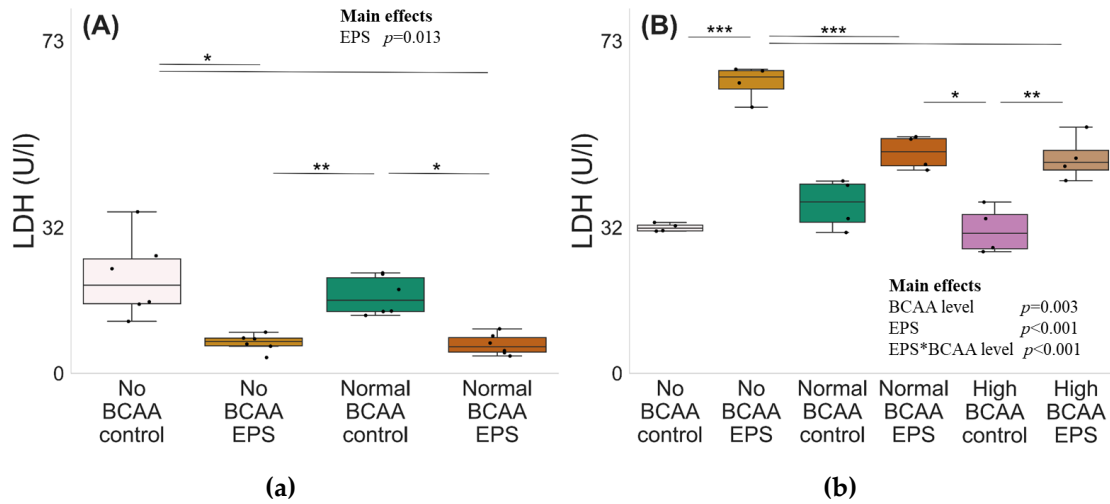 (A)
Main effects
EPS p=0.013
73
32
0
LDH (U/l)
*
**
*
No
BCAA
control
No
BCAA
EPS
Normal
BCAA
control
Normal
BCAA
EPS
(a)
(B)
73
32
0
LDH (U/l)
***
***
*
**
Main effects
BCAA level p=0.003
EPS p<0.001
EPS*BCAA level p<0.001
No
BCAA
control
No
BCAA
EPS
Normal
BCAA
control
Normal
BCAA
EPS
High
BCAA
control
High
BCAA
EPS
(b)